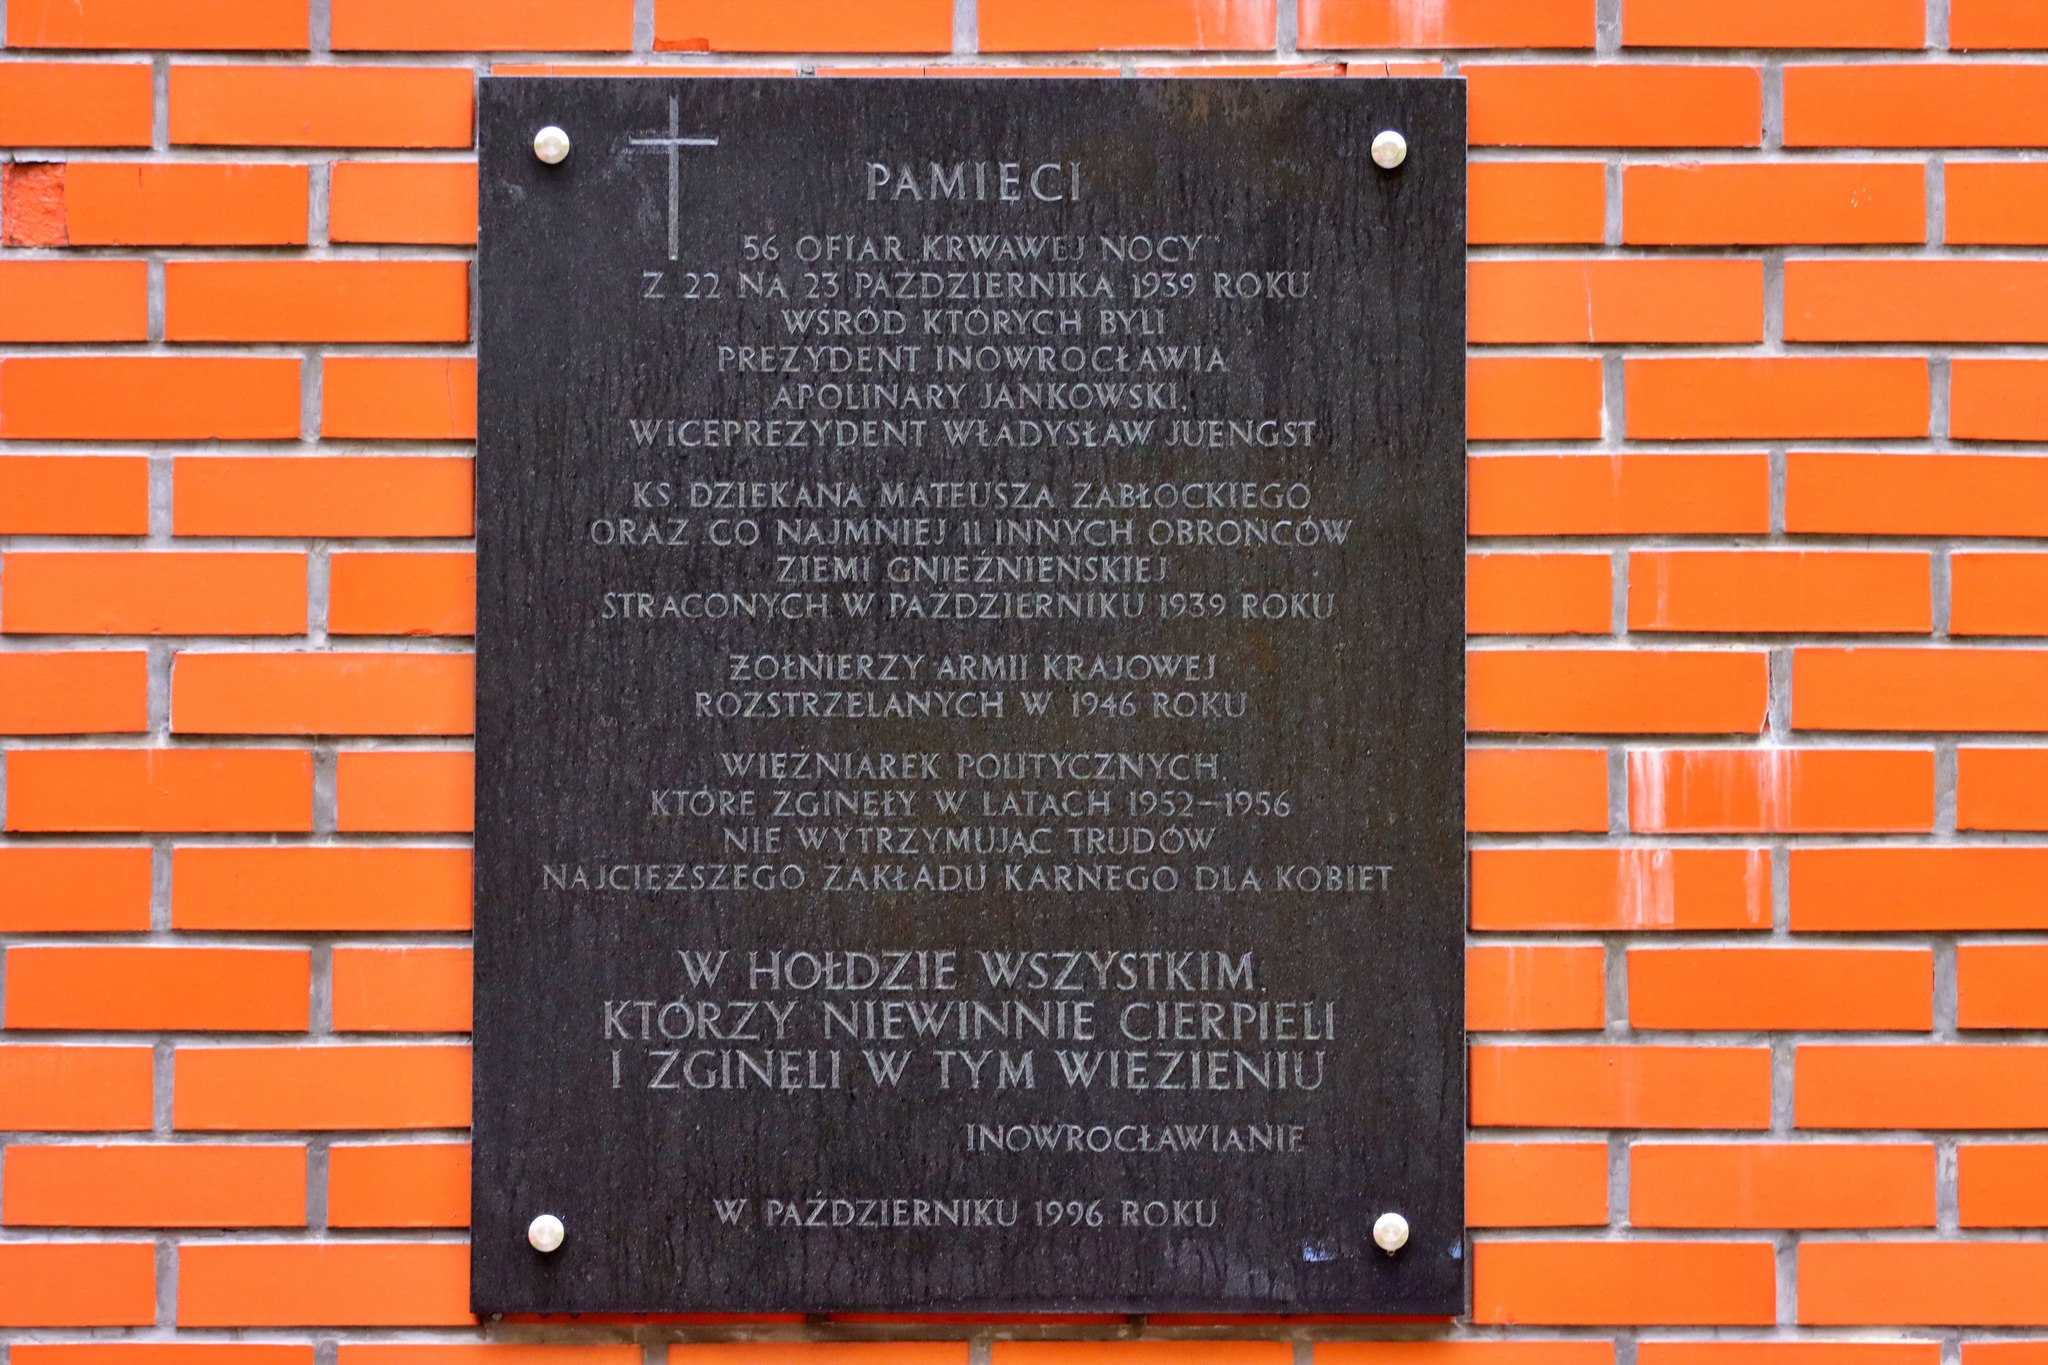 PAMIĘCI
56 OFIAR „KRWAWEJ NOCY”
Z 22 NA 23 PAŹDZIERNIKA 1939 ROKU,
WŚRÓD KTÓRYCH BYLI
PREZYDENT INOWROCŁAWIA
APOLINARY JANKOWSKI,
WICEPREZYDENT WŁADYSŁAW JUENGST
KS. DZIEKANA MATEUSZA ZABŁOCKIEGO
ORAZ CO NAJMNIEJ 11 INNYCH OBROŃCÓW
ZIEMI GNIEŹNIENSKIEJ
STRACONYCH W PAŹDZIERNIKU 1939 ROKU
ŻOŁNIERZY ARMII KRAJOWEJ
ROZSTRZELANYCH W 1946 ROKU
WIĘŹNIAREK POLITYCZNYCH,
KTÓRE ZGINĘŁY W LATACH 1952–1956
NIE WYTRZYMUJĄC TRUDÓW
NAJCIĘŻSZEGO ZAKŁADU KARNEGO DLA KOBIET
W HOŁDZIE WSZYSTKIM,
KTÓRZY NIEWINNIE CIERPIELI
I ZGINĘLI W TYM WIĘZIENIU
INOWROCŁAWIANIE
W PAŹDZIERNIKU 1996 ROKU